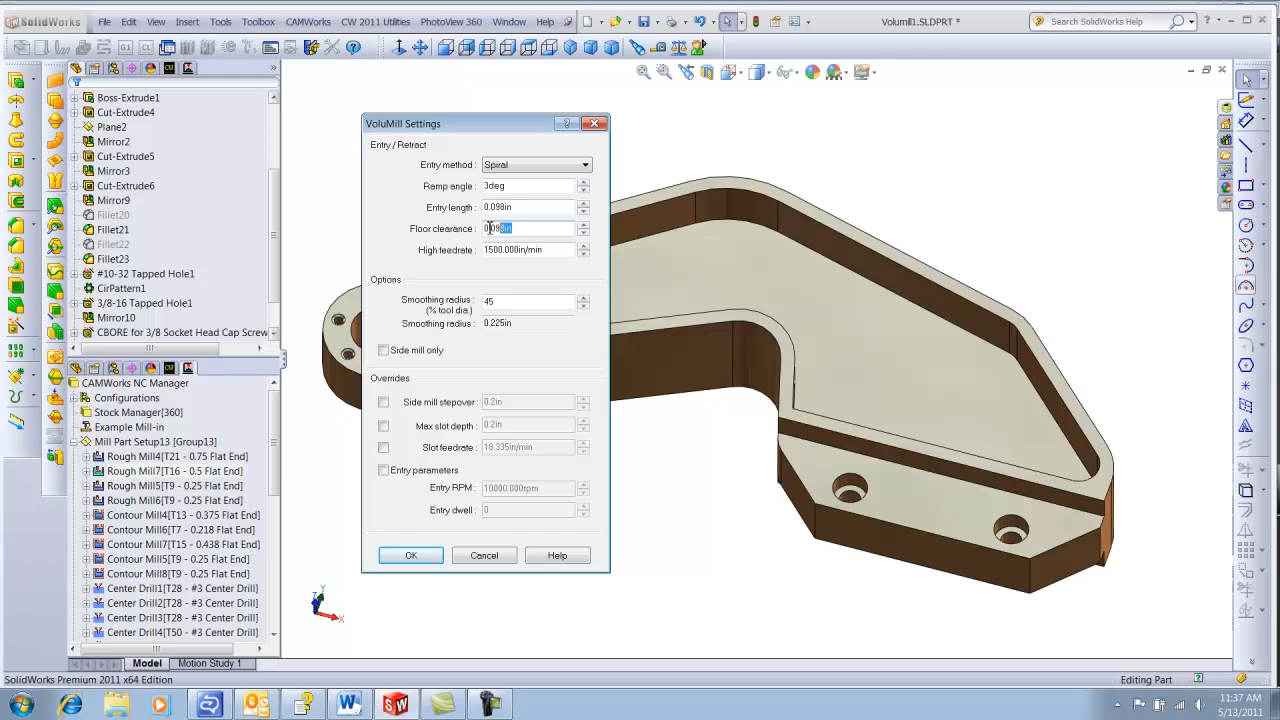 SolidWorks File Edit View Insert Tools Toolbox CAMWorks CW 2011 Utilities PhotoView 360 Window Help Volumill1.SLDPRT * Search SolidWorks Help
Boss-Extrude1
Cut-Extrude4
Plane2
Mirror2
Cut-Extrude5
Mirror3
Cut-Extrude6
Mirror9
Fillet20
Fillet21
Fillet22
Fillet23
#10-32 Tapped Hole1
CirPattern1
3/8-16 Tapped Hole1
Mirror10
CBORE for 3/8 Socket Head Cap Screw
CAMWorks NC Manager
Configurations
Stock Manager[360]
Example Mill-in
Mill Part Setup13 [Group13]
Rough Mill4[T21 - 0.75 Flat End]
Rough Mill7[T16 - 0.5 Flat End]
Rough Mill5[T9 - 0.25 Flat End]
Rough Mill6[T9 - 0.25 Flat End]
Contour Mill4[T13 - 0.375 Flat End]
Contour Mill6[T7 - 0.218 Flat End]
Contour Mill7[T15 - 0.438 Flat End]
Contour Mill5[T9 - 0.25 Flat End]
Contour Mill8[T9 - 0.25 Flat End]
Center Drill1[T28 - #3 Center Drill]
Center Drill2[T28 - #3 Center Drill]
Center Drill3[T28 - #3 Center Drill]
Center Drill4[T50 - #3 Center Drill]
Model Motion Study 1
VoluMill Settings
Entry / Retract
Entry method : Spiral
Ramp angle : 3deg
Entry length : 0.098in
Floor clearance :
High feedrate : 1500.000in/min
Options
Smoothing radius : 45
(% tool dia.)
Smoothing radius : 0.225in
Side mill only
Overrides
Side mill stepover : 0.2in
Max slot depth : 0.2in
Slot feedrate : 18.335in/min
Entry parameters
Entry RPM : 10000.000rpm
Entry dwell : 0
OK Cancel Help
Y
Z
X
SolidWorks Premium 2011 x64 Edition Editing Part
11:37 AM
5/13/2011